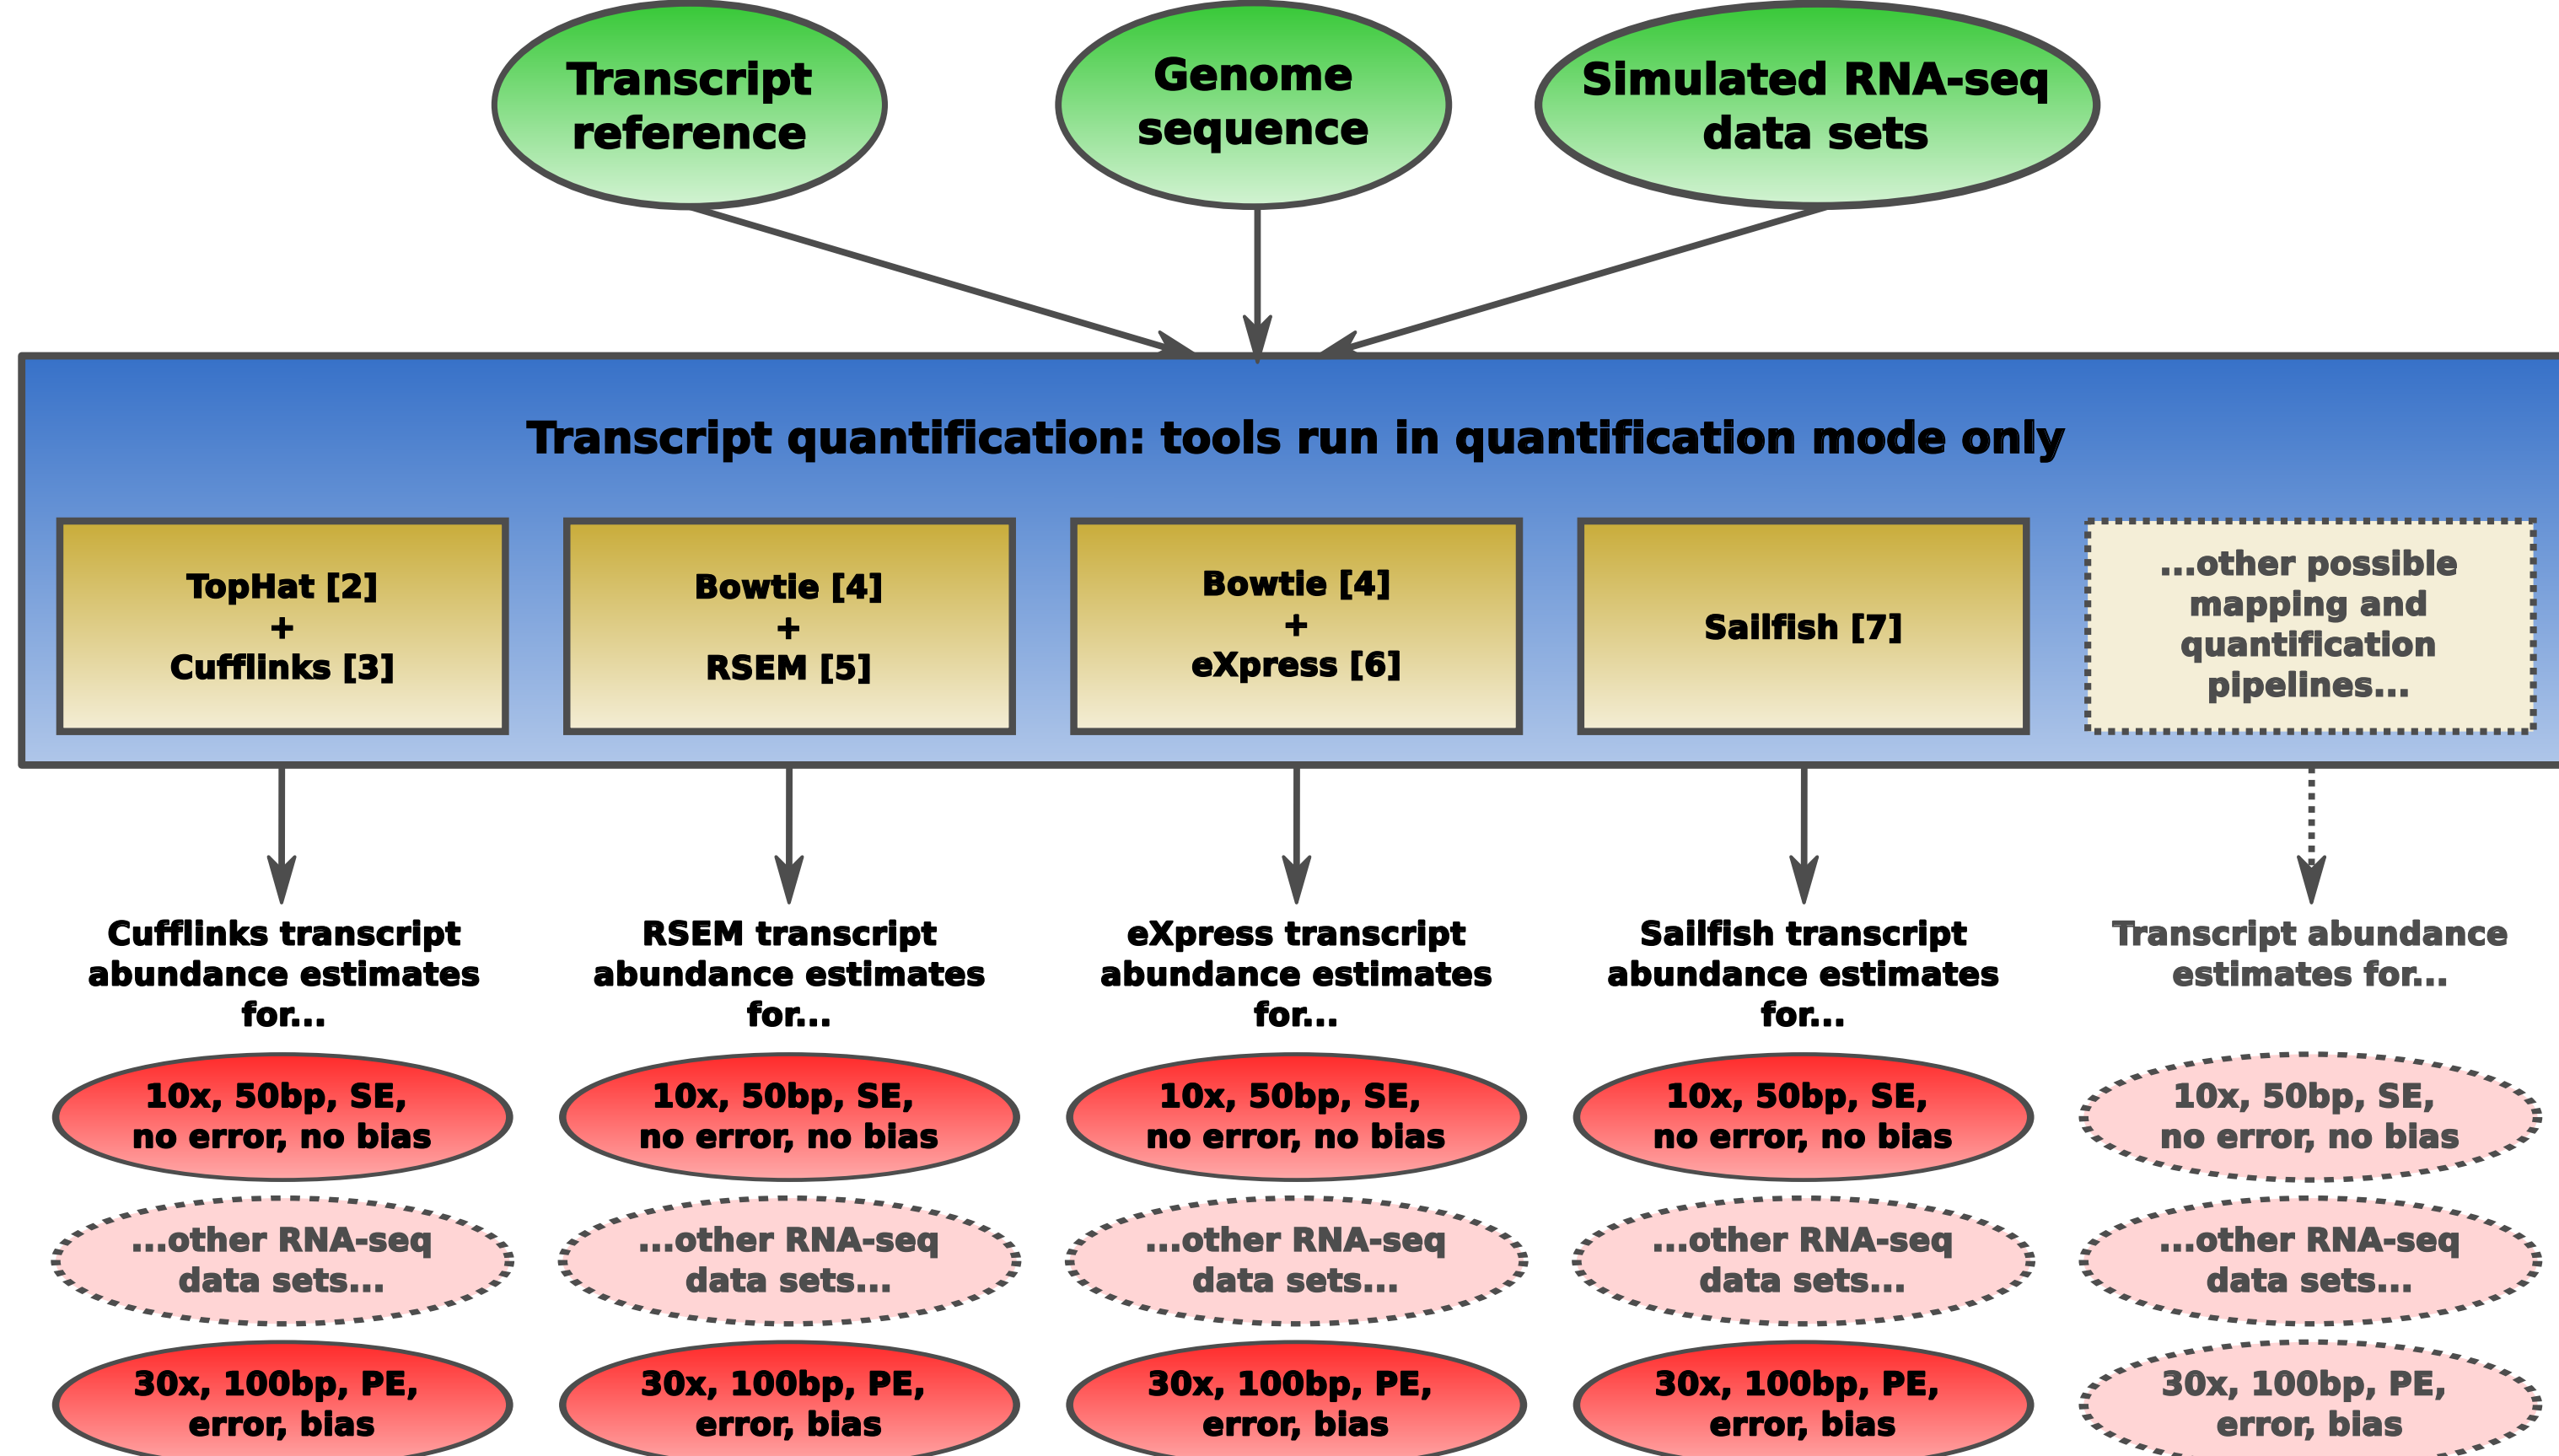 Transcript
reference
Genome
sequence
Simulated RNA-seq
data sets
Transcript quantification: tools run in quantification mode only
TopHat [2]
+
Cufflinks [3]
Bowtie [4]
+
RSEM [5]
Bowtie [4]
+
eXpress [6]
Sailfish [7]
...other possible
mapping and
quantification
pipelines...
Cufflinks transcript
abundance estimates
for...
RSEM transcript
abundance estimates
for...
eXpress transcript
abundance estimates
for...
Sailfish transcript
abundance estimates
for...
Transcript abundance
estimates for...
10x, 50bp, SE,
no error, no bias
10x, 50bp, SE,
no error, no bias
10x, 50bp, SE,
no error, no bias
10x, 50bp, SE,
no error, no bias
10x, 50bp, SE,
no error, no bias
...other RNA-seq
data sets...
...other RNA-seq
data sets...
...other RNA-seq
data sets...
...other RNA-seq
data sets...
...other RNA-seq
data sets...
30x, 100bp, PE,
error, bias
30x, 100bp, PE,
error, bias
30x, 100bp, PE,
error, bias
30x, 100bp, PE,
error, bias
30x, 100bp, PE,
error, bias